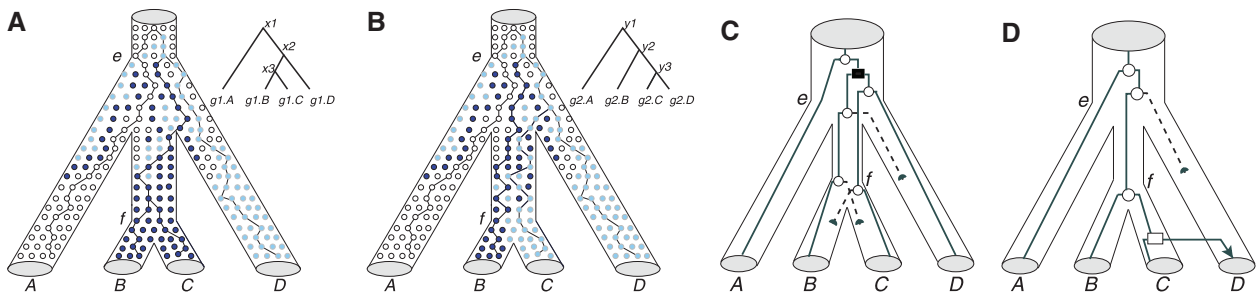 A
e
f
A B C D
x1
x2
x3
g1.A g1.B g1.C g1.D
B
e
f
A B C D
y1
y2
y3
g2.A g2.B g2.C g2.D
C
e
f
A B C D
D
e
f
A B C D